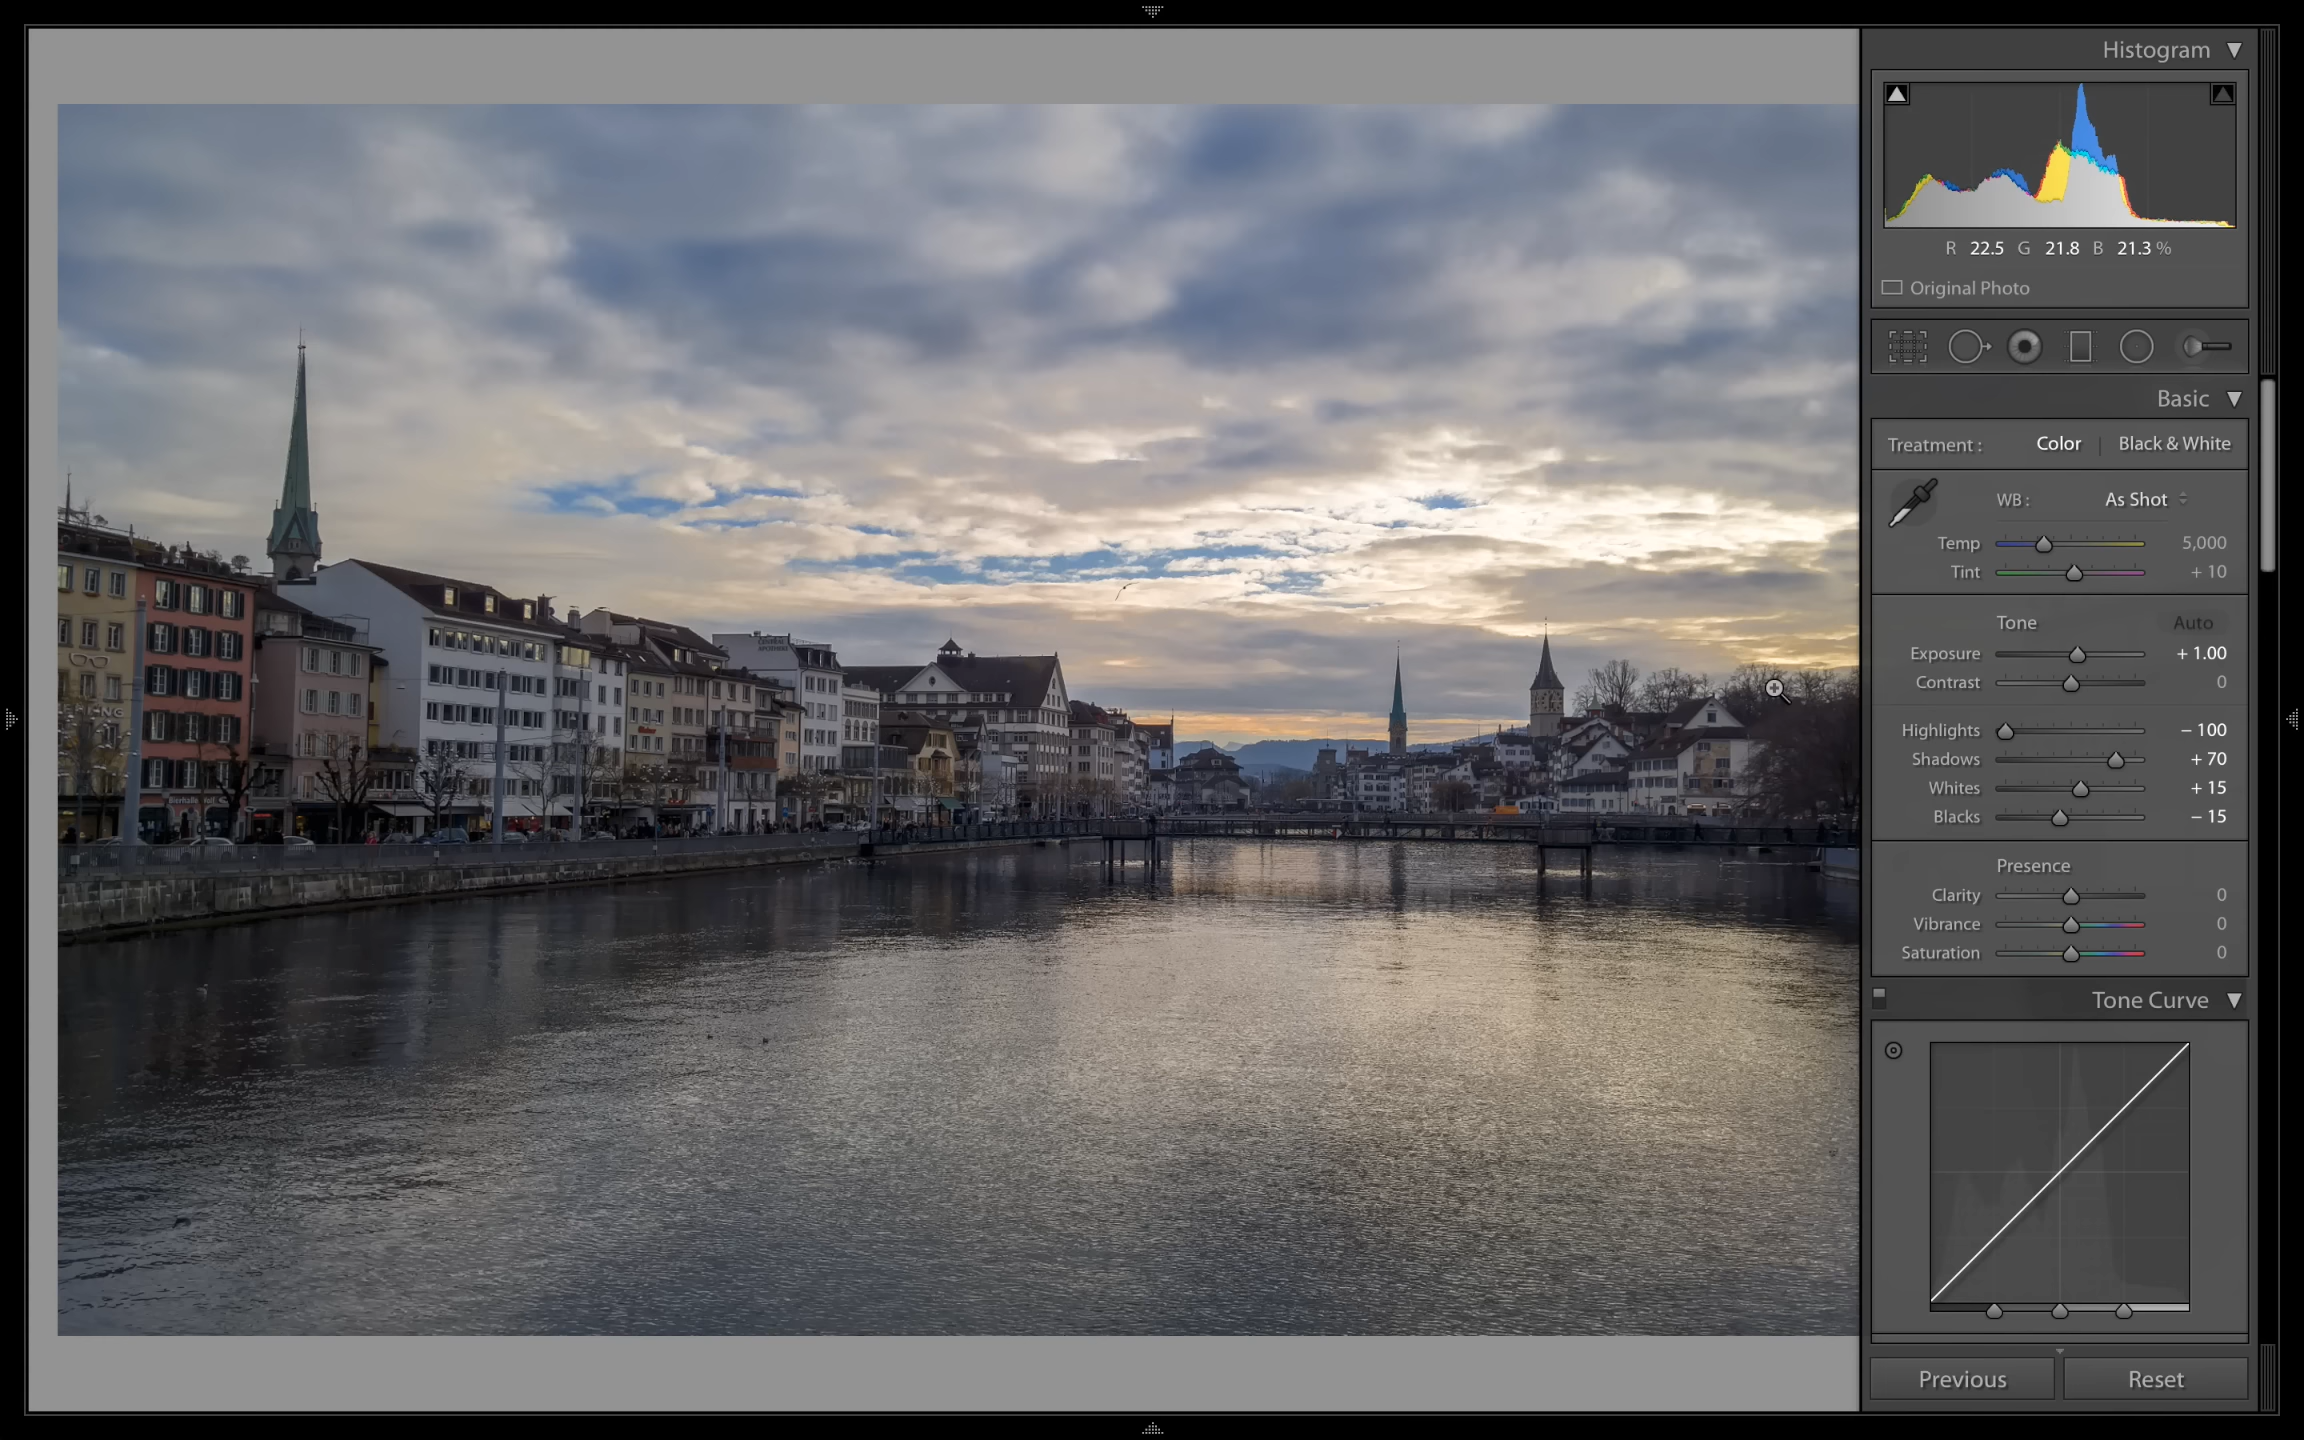 Histogram
R 22.5 G 21.8 B 21.3 %
Original Photo
Basic
Treatment : Color | Black & White
WB : As Shot
Temp 5,000
Tint + 10
Tone Auto
Exposure + 1.00
Contrast 0
Highlights − 100
Shadows + 70
Whites + 15
Blacks − 15
Presence
Clarity 0
Vibrance 0
Saturation 0
Tone Curve
Previous Reset